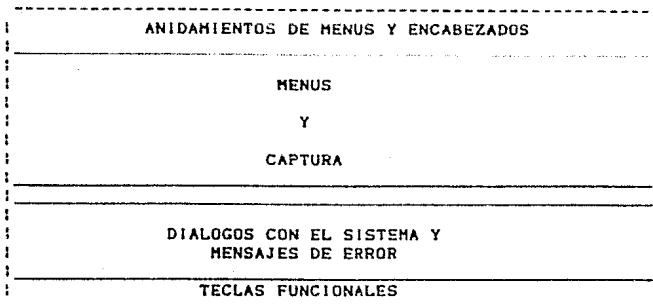 ANIDAMIENTOS DE MENUS Y ENCABEZADOS
MENUS
Y
CAPTURA
DIALOGOS CON EL SISTEMA Y
MENSAJES DE ERROR
TECLAS FUNCIONALES